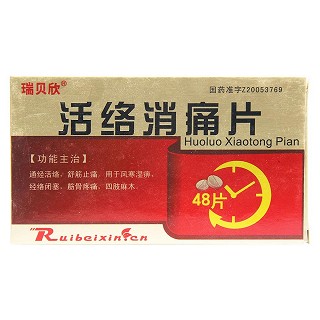 瑞贝欣®
国药准字Z20053769
活络消痛片
Huoluo Xiaotong Pian
【功能主治】
通经活络，舒筋止痛。用于风寒湿痹，
经络闭塞，筋骨疼痛，四肢麻木。
48片
Ruibeixin